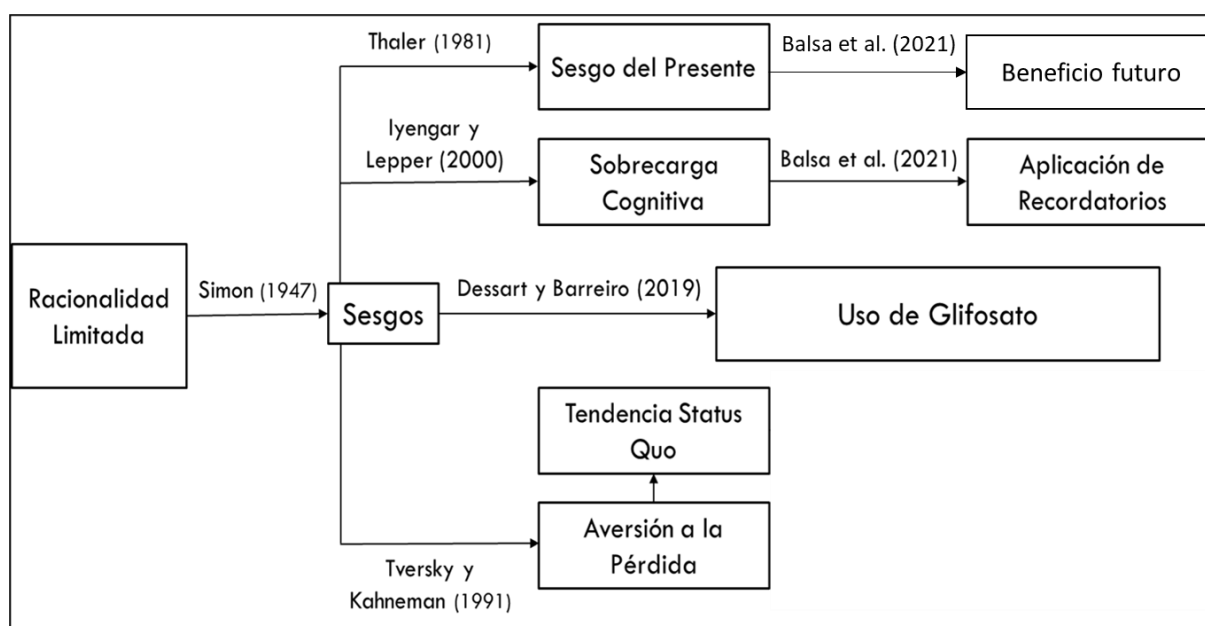 Thaler (1981)
Sesgo del Presente
Balsa et al. (2021)
Beneficio futuro
Iyengar y
Lepper (2000)
Sobrecarga
Cognitiva
Balsa et al. (2021)
Aplicación de
Recordatorios
Racionalidad
Limitada
Simon (1947)
Sesgos
Dessart y Barreiro (2019)
Uso de Glifosato
Tendencia Status
Quo
Aversión a la
Pérdida
Tversky y
Kahneman (1991)